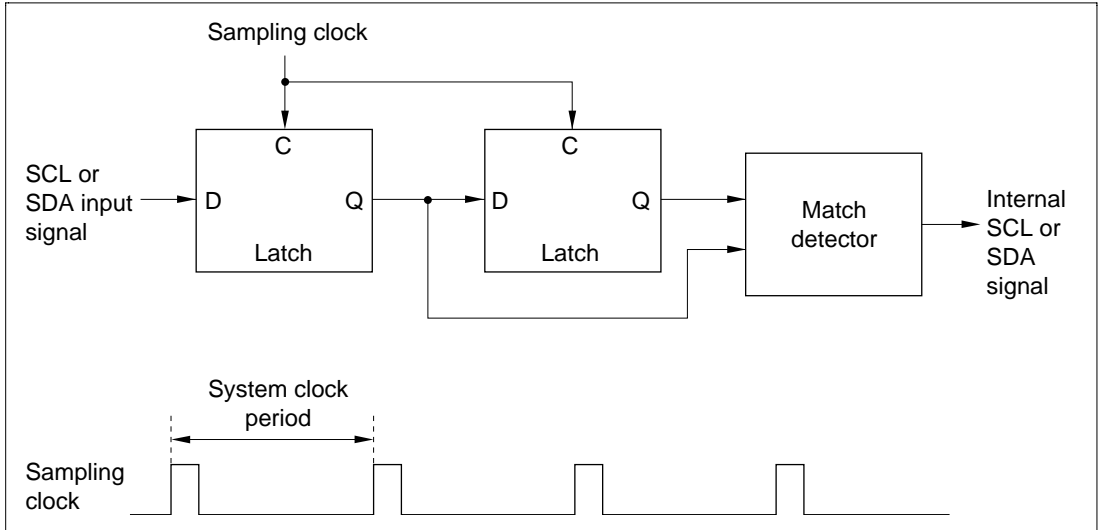 Sampling clock
C
C
SCL or
SDA input
signal
D
Q
D
Q
Latch
Latch
Match
detector
Internal
SCL or
SDA
signal
System clock
period
Sampling
clock